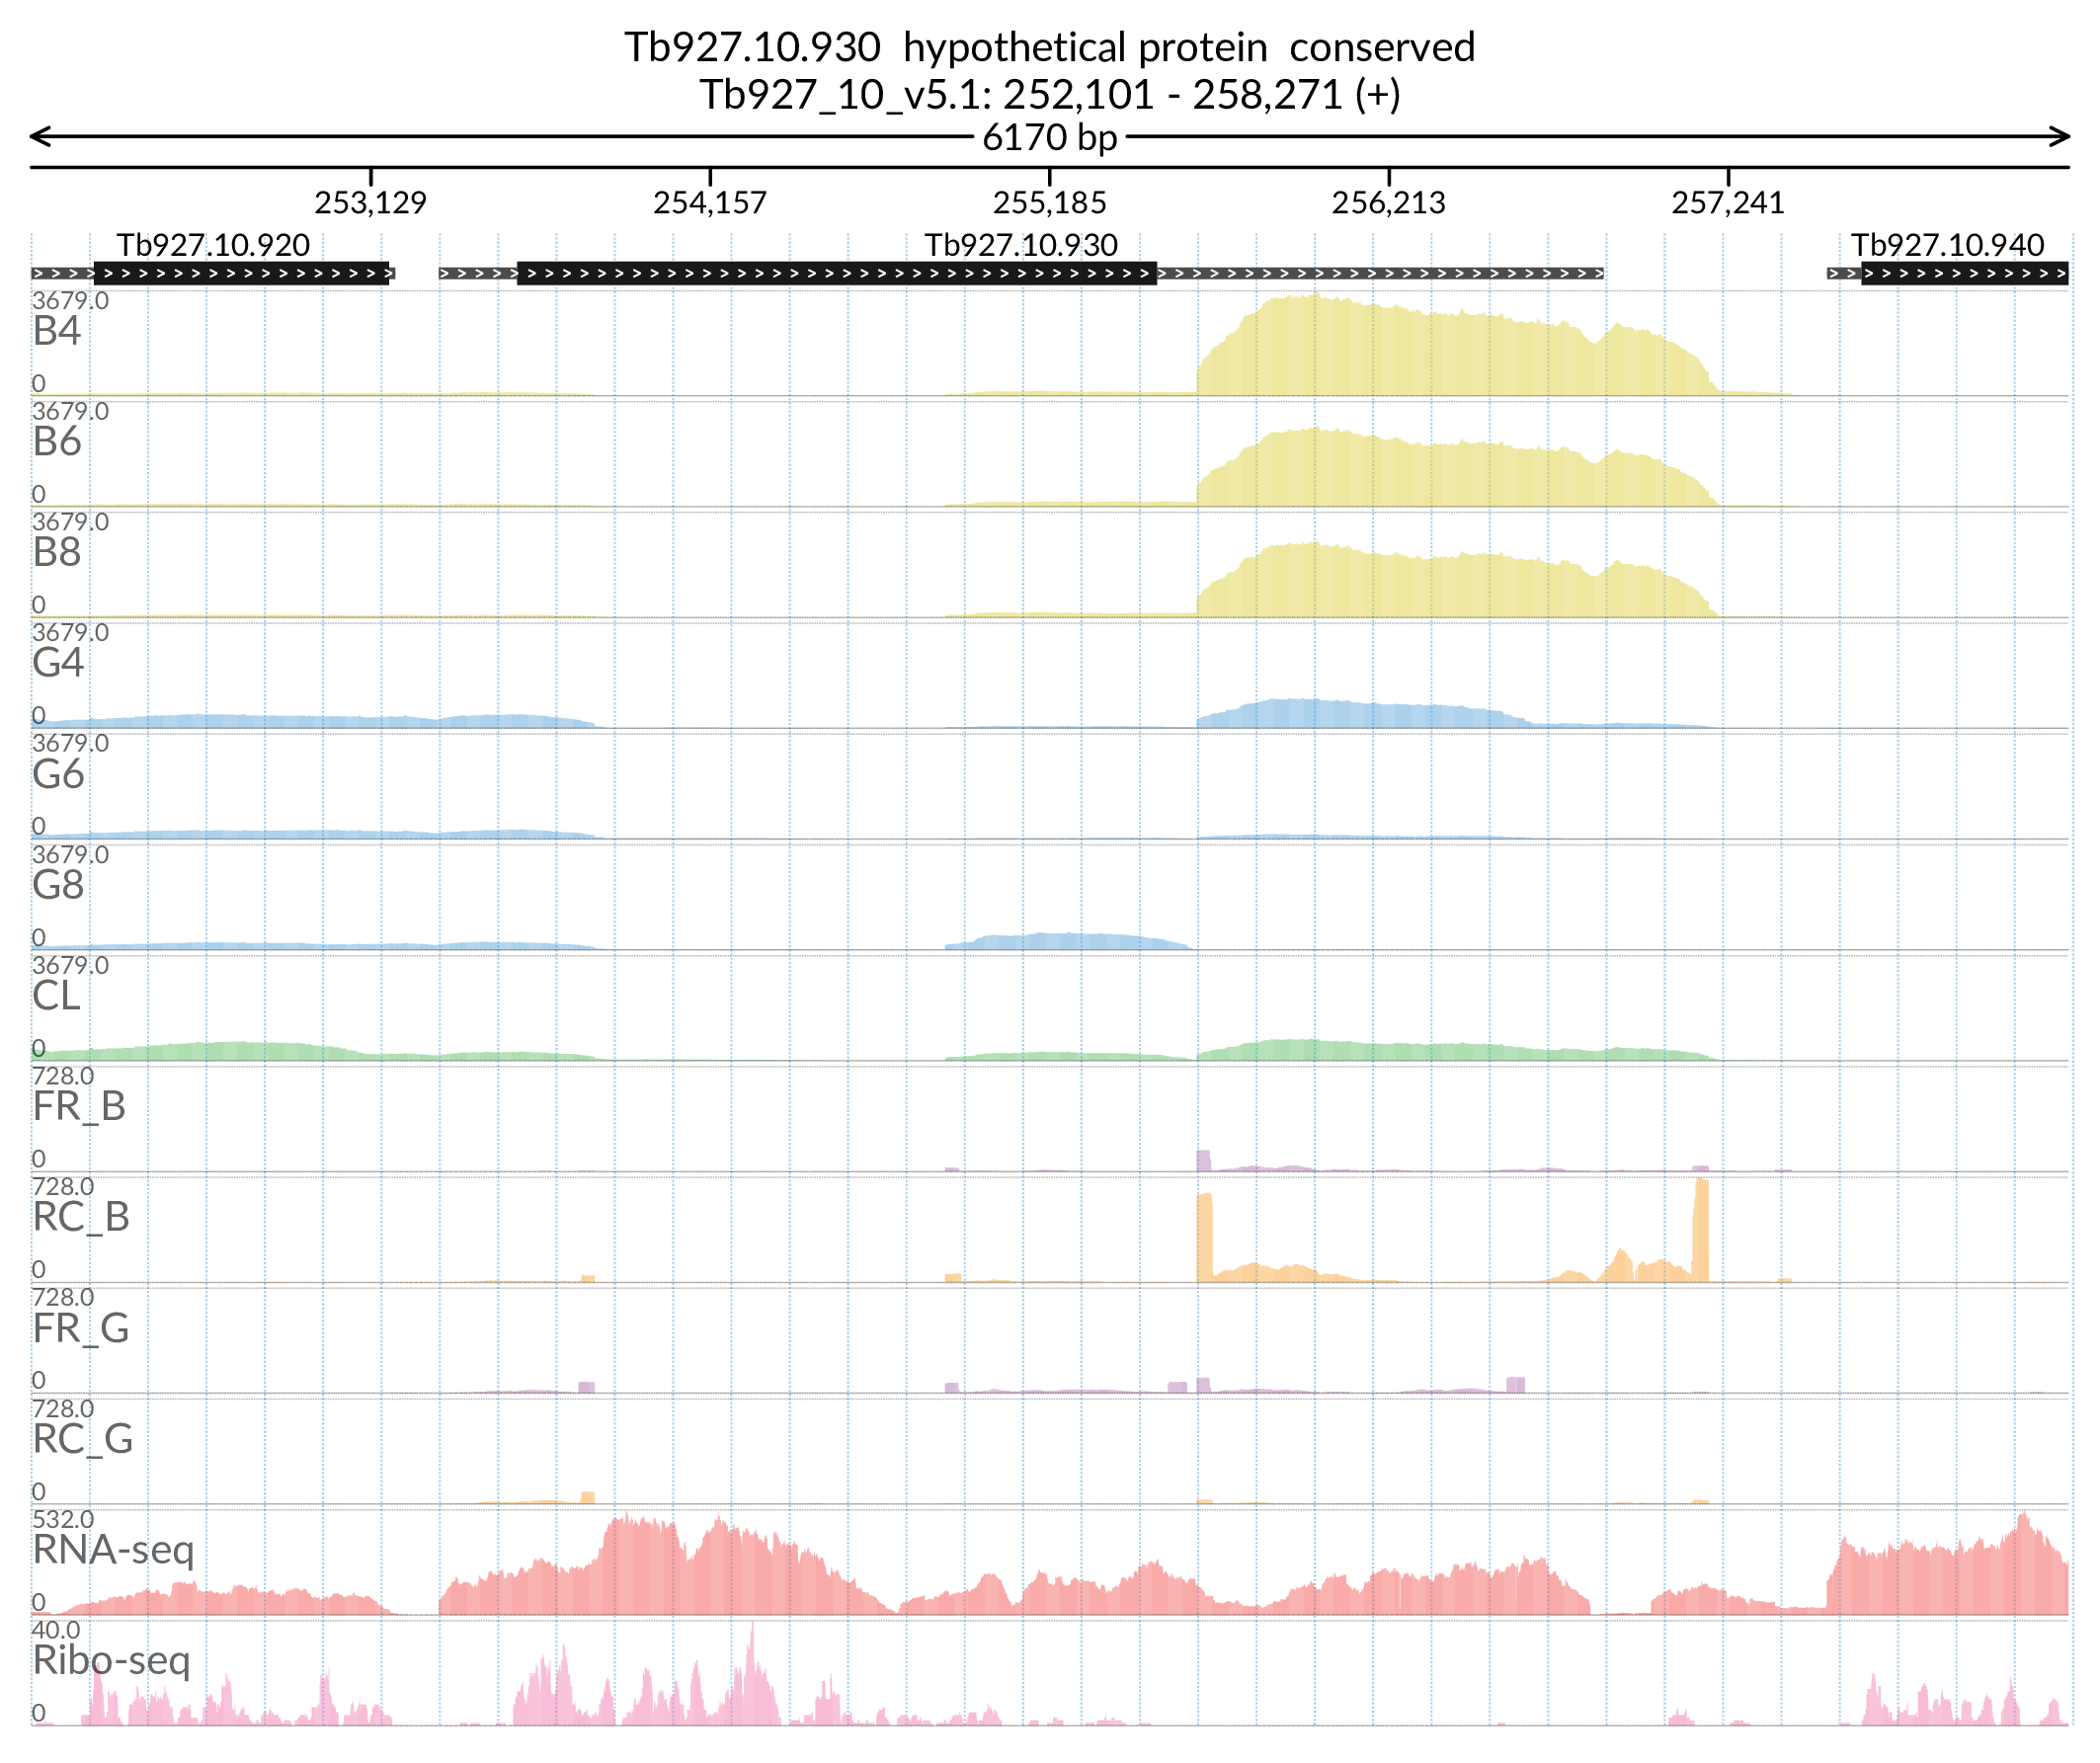 Tb927.10.930 hypothetical protein conserved
Tb927_10_v5.1: 252,101 - 258,271 (+)
6170 bp
253,129 254,157 255,185 256,213 257,241
Tb927.10.920 Tb927.10.930 Tb927.10.940
3679.0
B4
0
3679.0
B6
0
3679.0
B8
0
3679.0
G4
0
3679.0
G6
0
3679.0
G8
0
3679.0
CL
0
728.0
FR_B
0
728.0
RC_B
0
728.0
FR_G
0
728.0
RC_G
0
532.0
RNA-seq
0
40.0
Ribo-seq
0